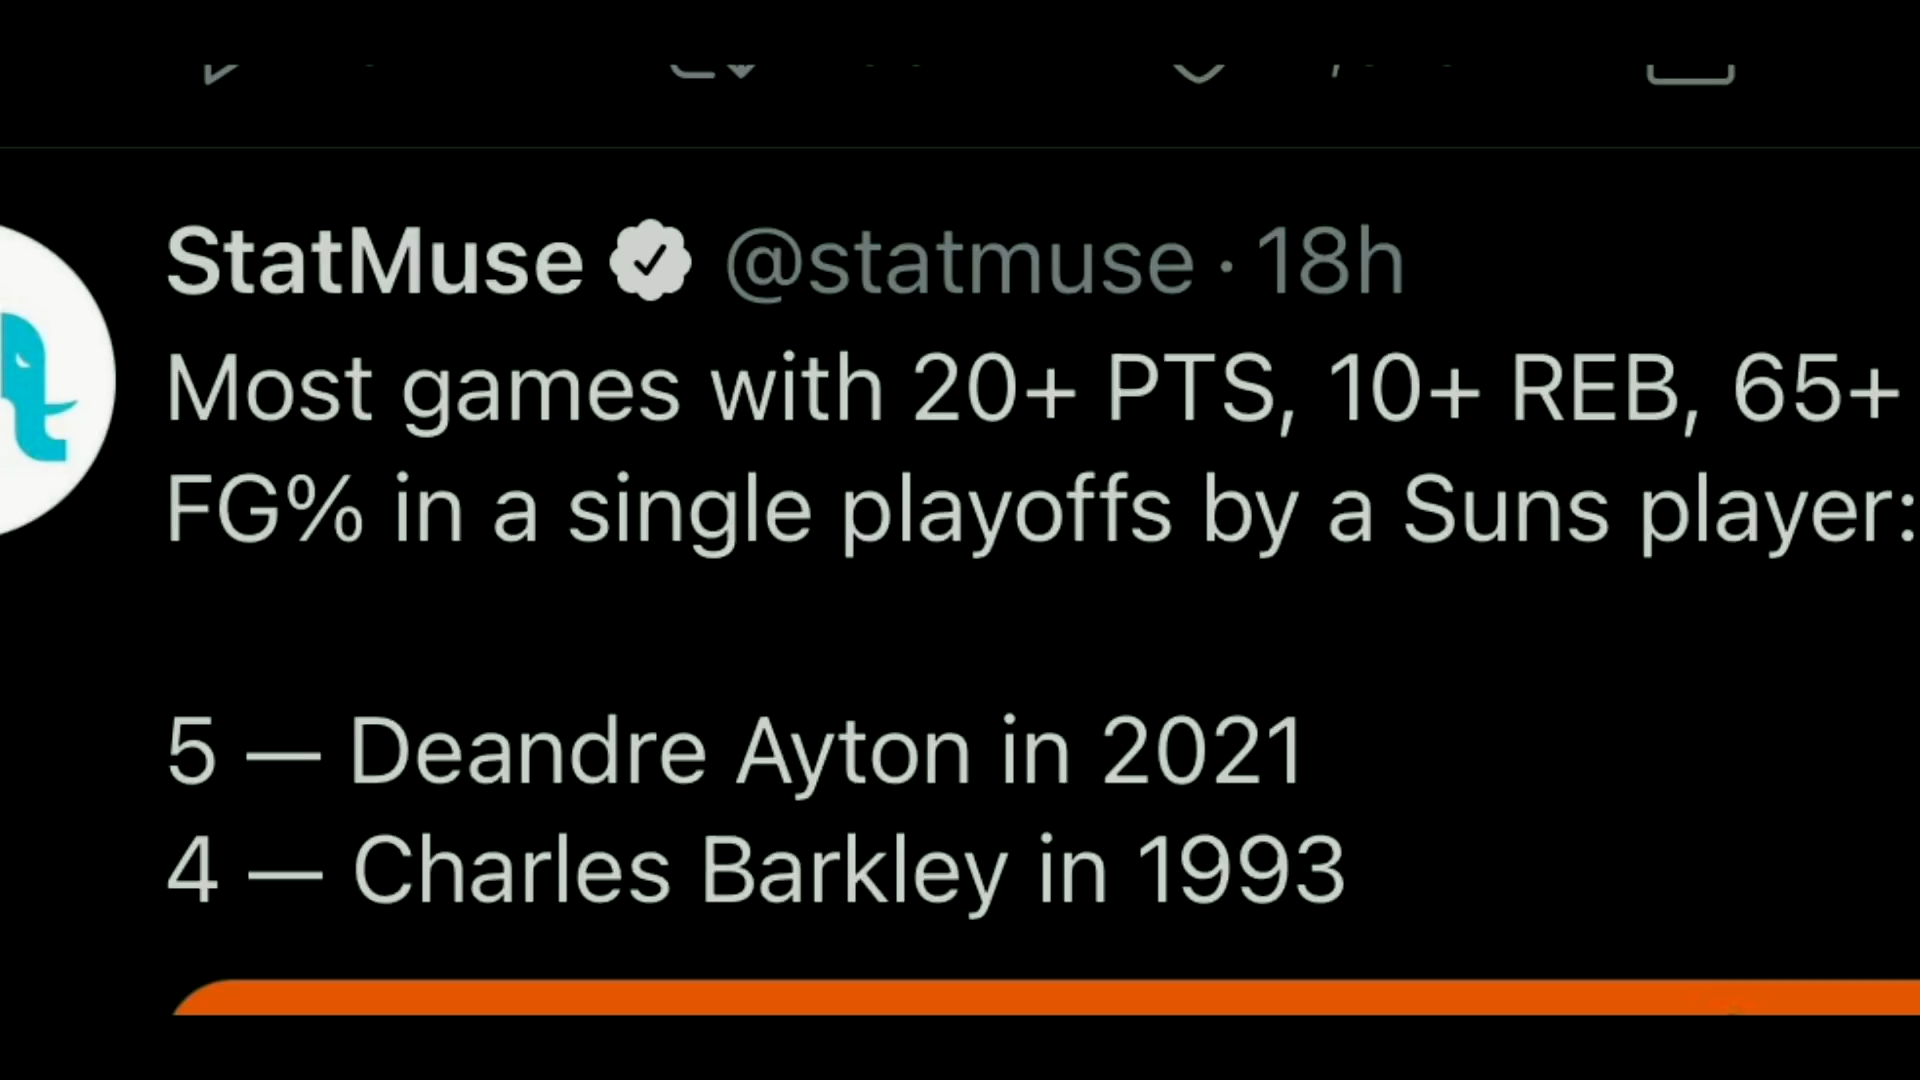 StatMuse @statmuse · 18h
Most games with 20+ PTS, 10+ REB, 65+
FG% in a single playoffs by a Suns player:
5 — Deandre Ayton in 2021
4 — Charles Barkley in 1993